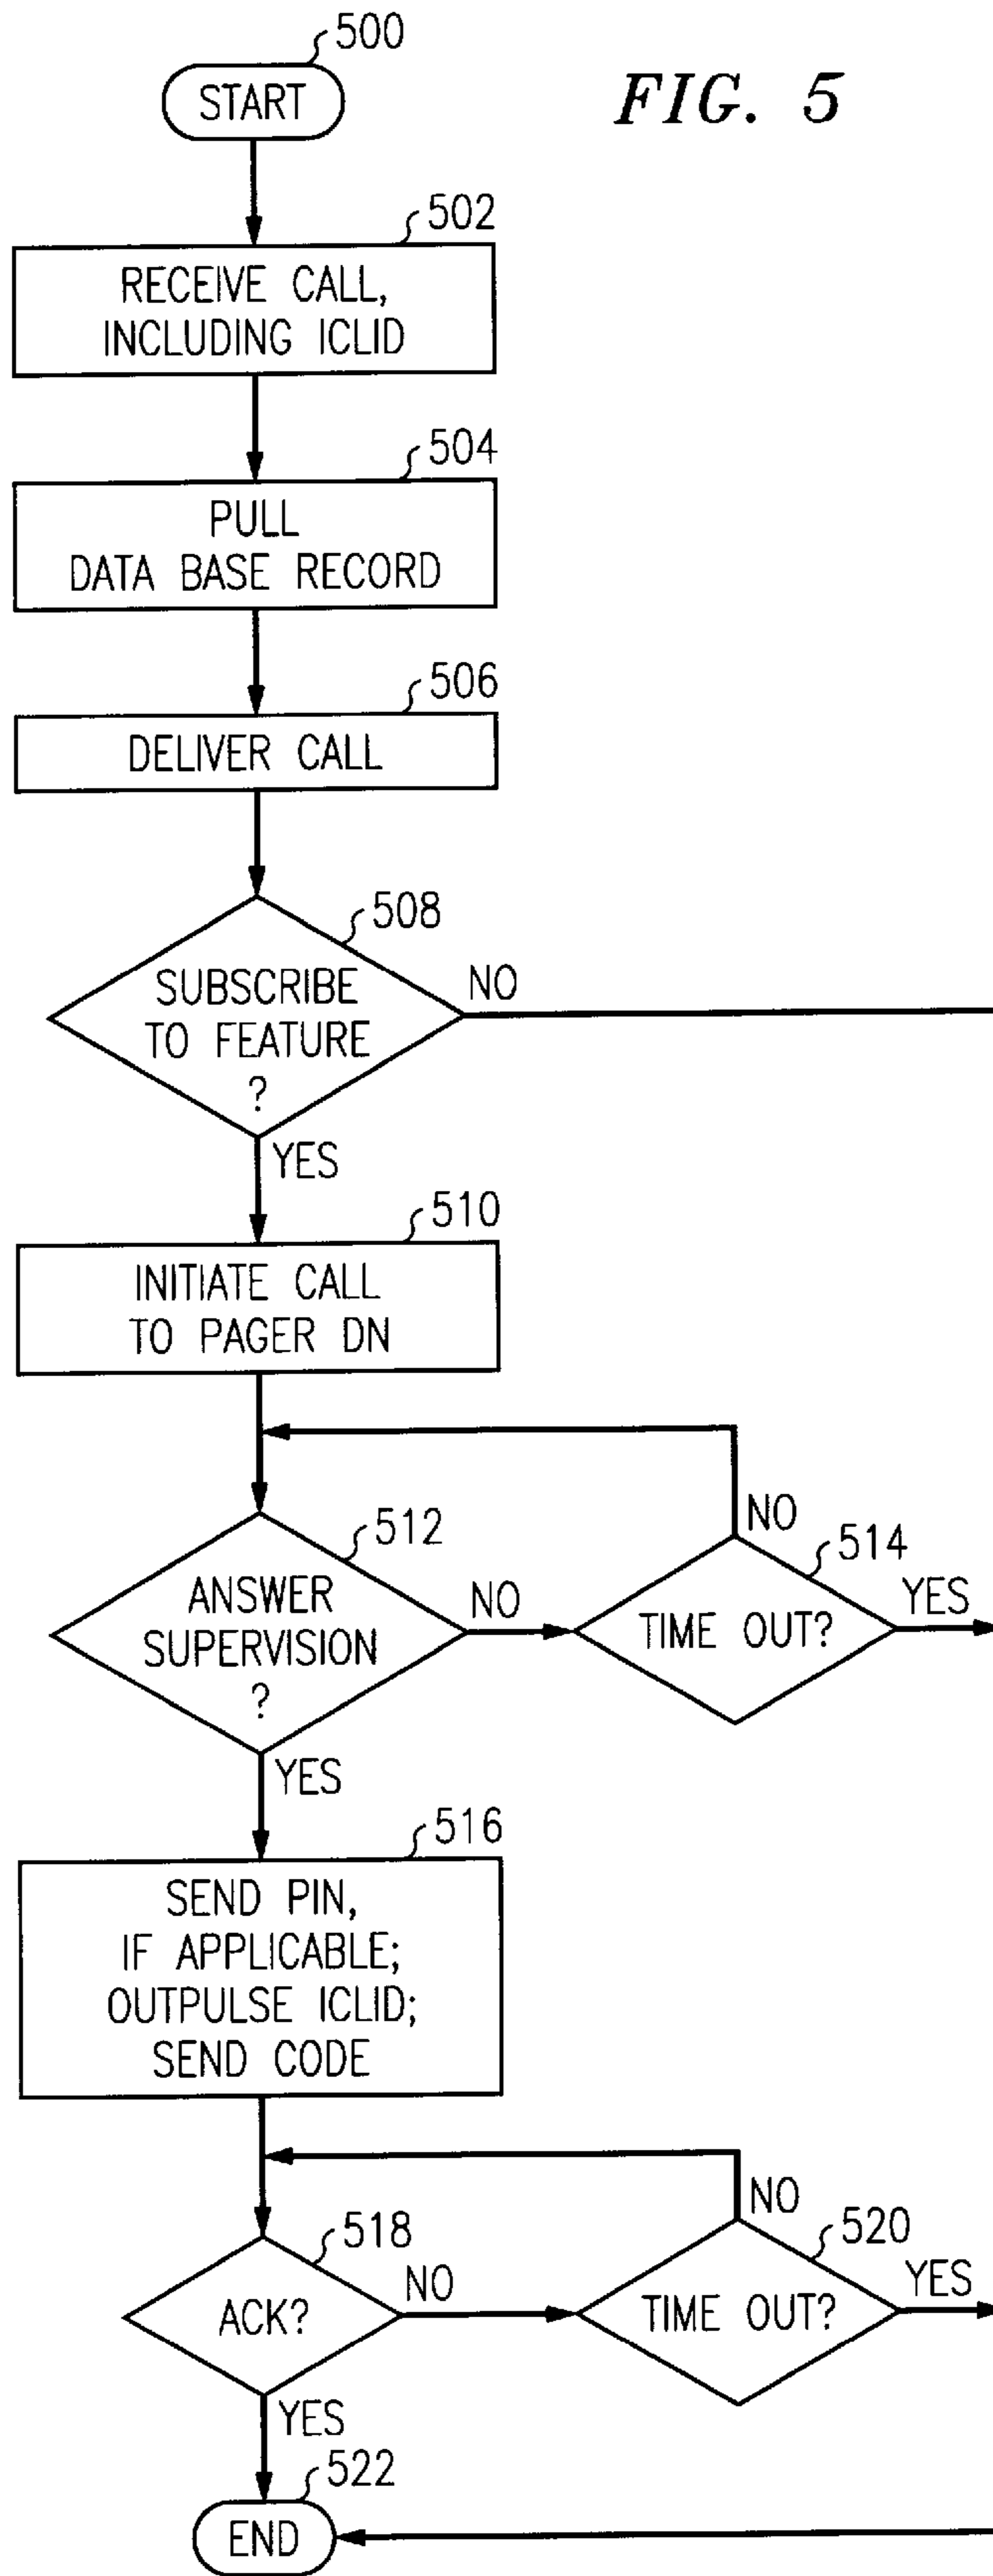 500
START
FIG. 5
502
RECEIVE CALL,
INCLUDING ICLID
504
PULL
DATA BASE RECORD
506
DELIVER CALL
508
SUBSCRIBE
TO FEATURE
?
NO
YES
510
INITIATE CALL
TO PAGER DN
512
ANSWER
SUPERVISION
?
NO
NO
514
TIME OUT?
YES
YES
516
SEND PIN,
IF APPLICABLE;
OUTPULSE ICLID;
SEND CODE
518
ACK?
NO
NO
520
TIME OUT?
YES
YES
522
END